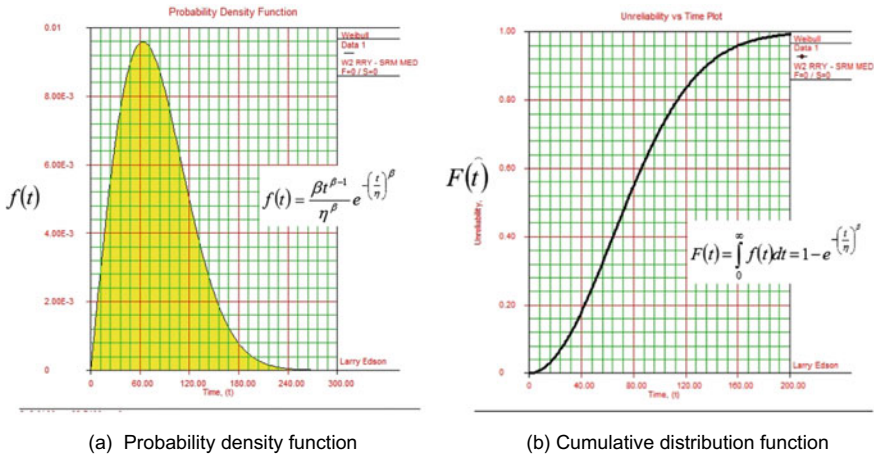 Probability Density Function
0.01
8.00E-3
6.00E-3
4.00E-3
2.00E-3
0
f(t)
Weibull
Data 1
W2 RRY - SRM MED
F=0 / S=0
f(t) = βt^{β-1}/η^β e^{-(t/η)^β}
Larry Edson
0 60.00 120.00 180.00 240.00 300.00
Time, (t)
(a) Probability density function
Unreliability vs Time Plot
1.00
0.80
0.60
0.40
0.20
0
F(t)
Unreliability,
Weibull
Data 1
W2 RRY - SRM MED
F=0 / S=0
F(t) = ∫_0^∞ f(t)dt = 1 - e^{-(t/η)^β}
Larry Edson
0 40.00 80.00 120.00 160.00 200.00
Time, (t)
(b) Cumulative distribution function